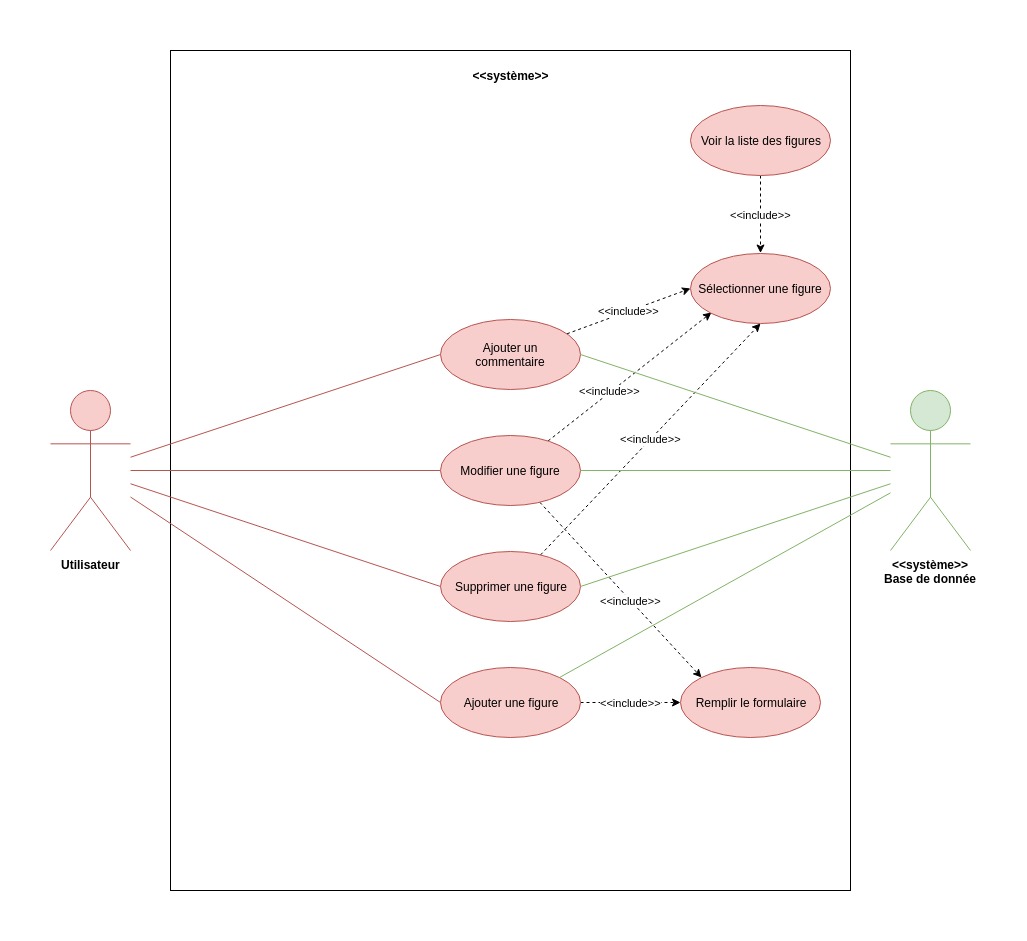 <<système>>
Voir la liste des figures
<<include>>
Sélectionner une figure
<<include>>
Ajouter un
commentaire
<<include>>
<<include>>
Modifier une figure
Utilisateur
<<système>>
Base de donnée
Supprimer une figure
<<include>>
Ajouter une figure
<<include>>
Remplir le formulaire